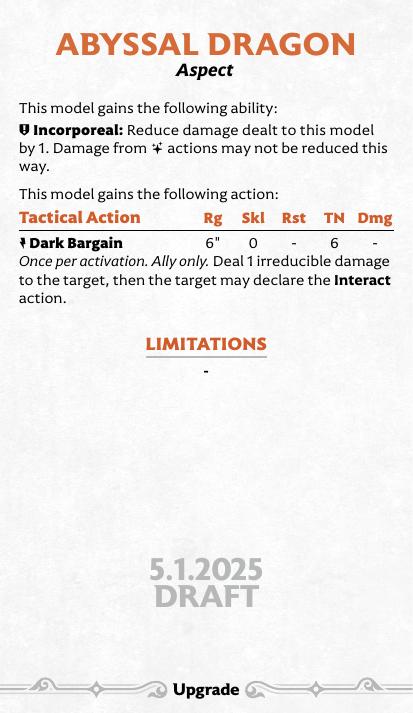 ABYSSAL DRAGON
Aspect
This model gains the following ability:
Incorporeal: Reduce damage dealt to this model
by 1. Damage from actions may not be reduced this
way.
This model gains the following action:
Tactical Action Rg Skl Rst TN Dmg
Dark Bargain 6" 0 - 6 -
Once per activation. Ally only. Deal 1 irreducible damage
to the target, then the target may declare the Interact
action.
LIMITATIONS
-
5.1.2025
DRAFT
Upgrade